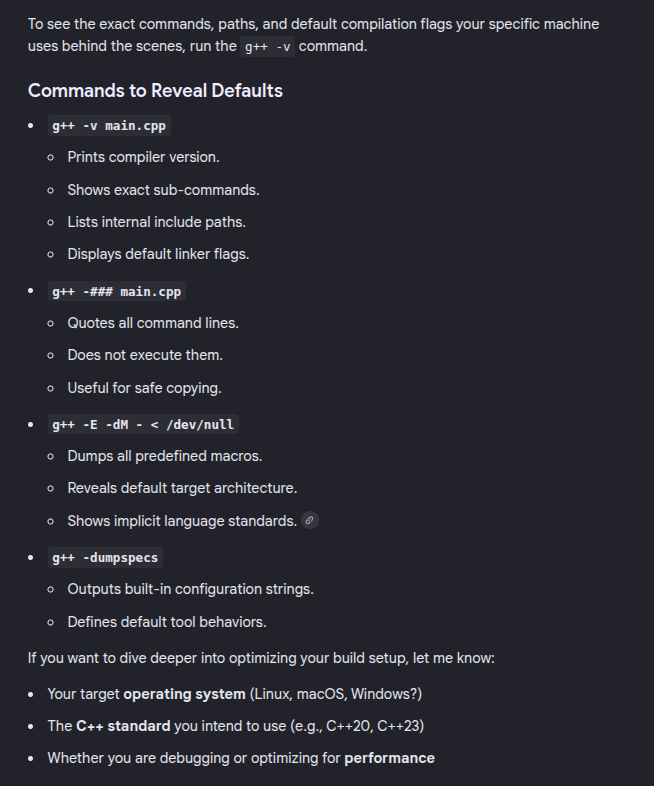 To see the exact commands, paths, and default compilation flags your specific machine
uses behind the scenes, run the g++ -v command.
Commands to Reveal Defaults
g++ -v main.cpp
Prints compiler version.
Shows exact sub-commands.
Lists internal include paths.
Displays default linker flags.
g++ -### main.cpp
Quotes all command lines.
Does not execute them.
Useful for safe copying.
g++ -E -dM - < /dev/null
Dumps all predefined macros.
Reveals default target architecture.
Shows implicit language standards.
g++ -dumpspecs
Outputs built-in configuration strings.
Defines default tool behaviors.
If you want to dive deeper into optimizing your build setup, let me know:
Your target operating system (Linux, macOS, Windows?)
The C++ standard you intend to use (e.g., C++20, C++23)
Whether you are debugging or optimizing for performance